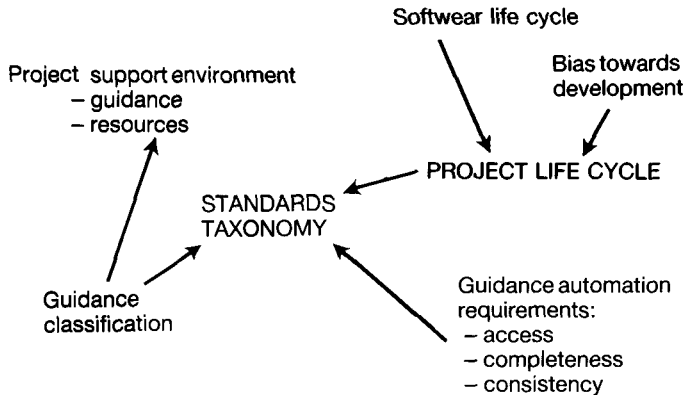 Softwear life cycle
Project support environment
– guidance
– resources
Bias towards
development
PROJECT LIFE CYCLE
STANDARDS
TAXONOMY
Guidance
classification
Guidance automation
requirements:
– access
– completeness
– consistency